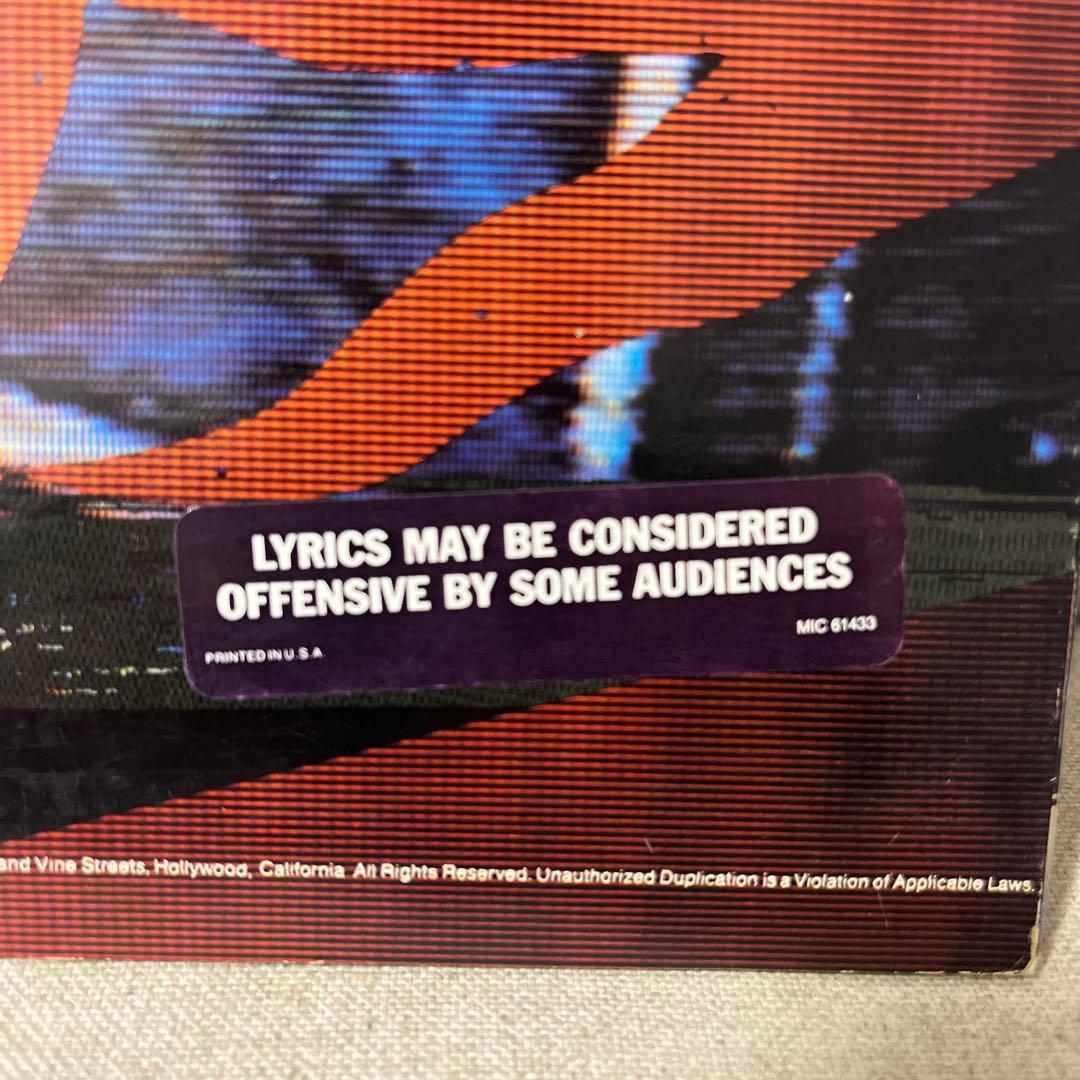 LYRICS MAY BE CONSIDERED
OFFENSIVE BY SOME AUDIENCES
MIC 61433
PRINTED IN U.S.A.
and Vine Streets, Hollywood, California All Rights Reserved. Unauthorized Duplication is a Violation of Applicable Laws.